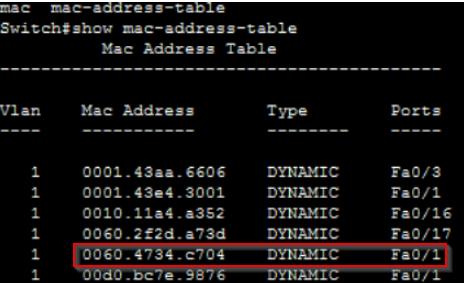 mac mac-address-table
Switch#show mac-address-table
Mac Address Table
-------------------------------------------
Vlan Mac Address Type Ports
---- ----------- -------- -----
1 0001.43aa.6606 DYNAMIC Fa0/3
1 0001.43e4.3001 DYNAMIC Fa0/1
1 0010.11a4.a352 DYNAMIC Fa0/16
1 0060.2f2d.a73d DYNAMIC Fa0/17
1 0060.4734.c704 DYNAMIC Fa0/1
1 00d0.bc7e.9876 DYNAMIC Fa0/1